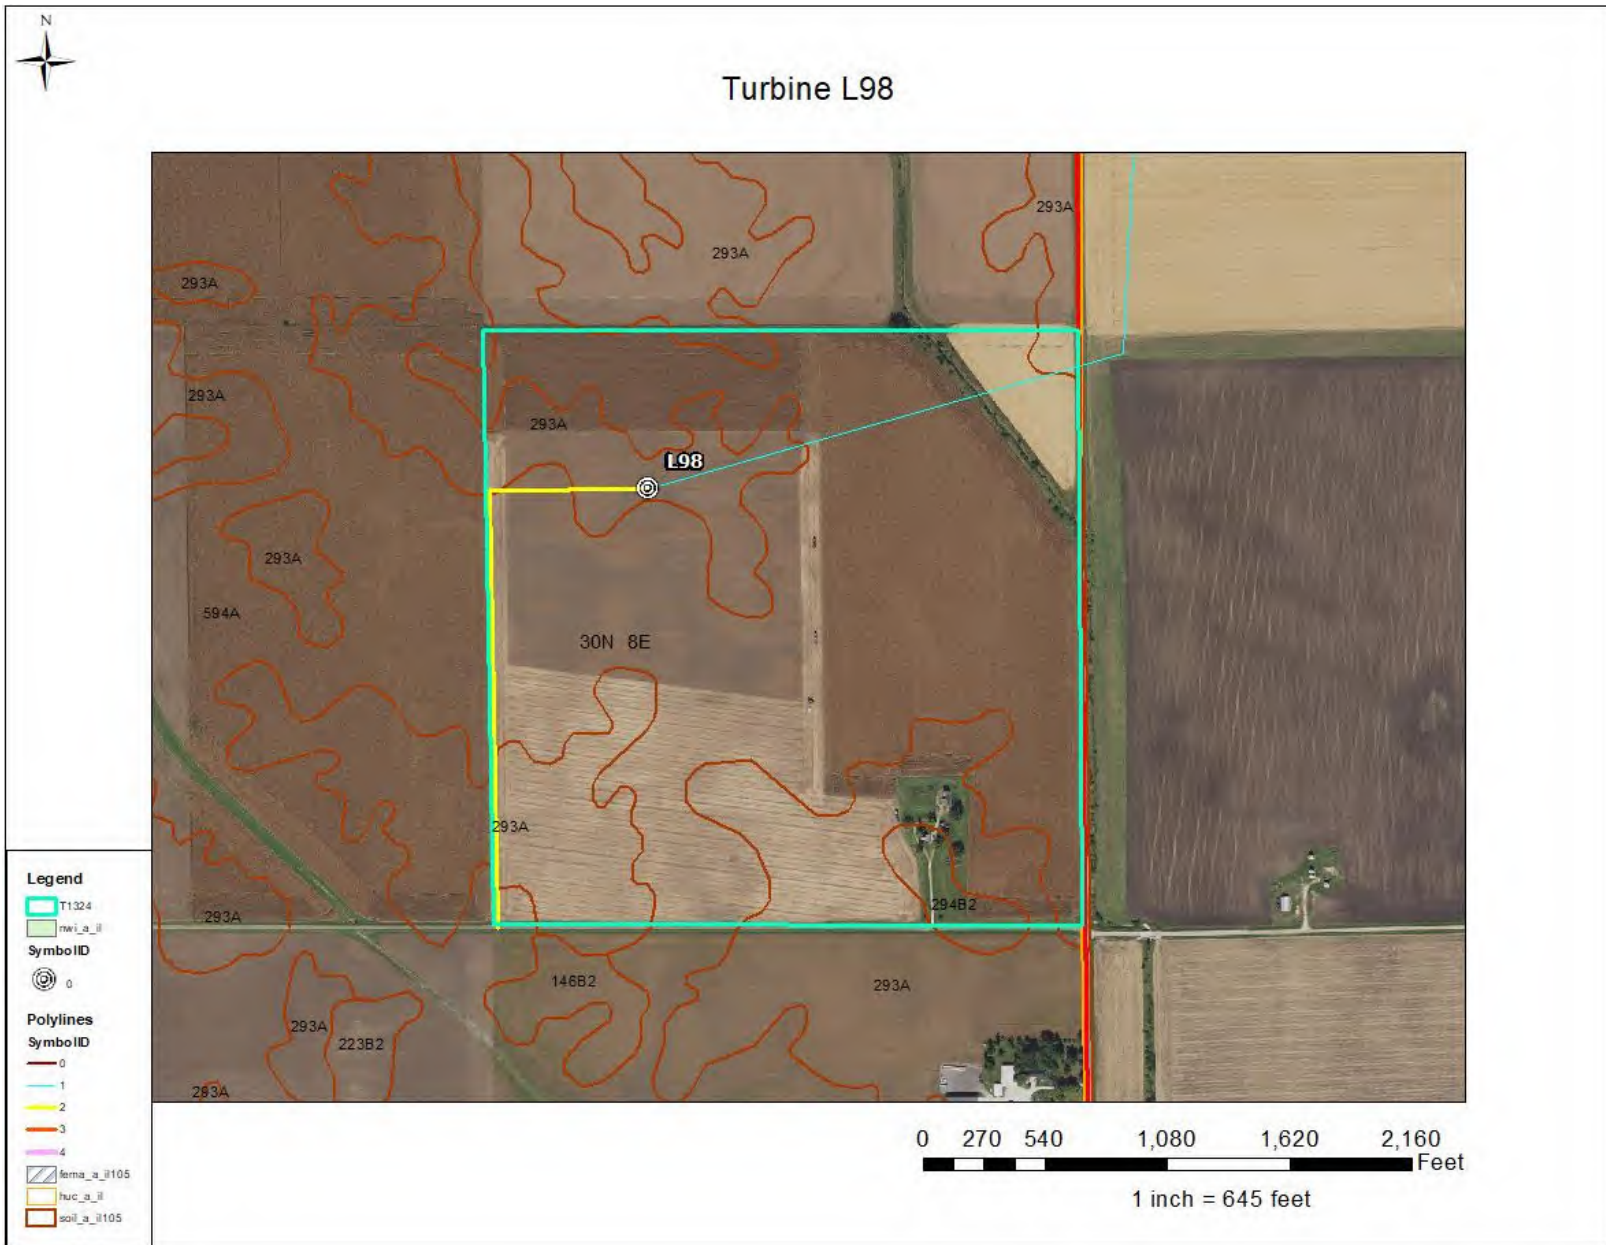 N
Turbine L98
293A
293A
293A
293A
293A
L98
293A
594A
30N 8E
293A
293A
294B2
146B2
293A
293A
223B2
293A
Legend
T1324
nwi_a_il
SymbolID
0
Polylines
SymbolID
0
1
2
3
4
fema_a_il105
huc_a_il
soil_a_il105
0 270 540 1,080 1,620 2,160
Feet
1 inch = 645 feet